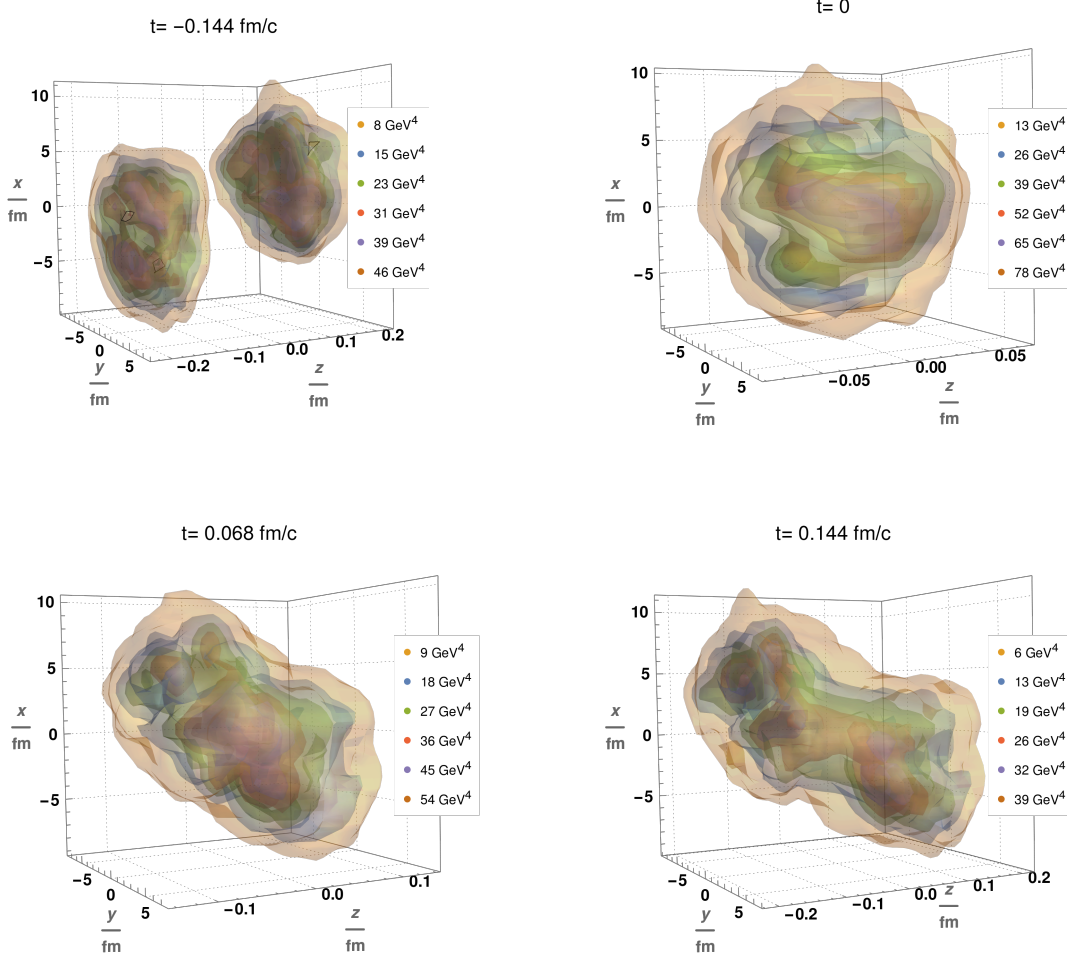 t= −0.144 fm/c
10
5
0
−5
x
fm
−5
0
5
y
fm
−0.2
−0.1
0.0
0.1
0.2
z
fm
8 GeV⁴
15 GeV⁴
23 GeV⁴
31 GeV⁴
39 GeV⁴
46 GeV⁴
t= 0
10
5
0
−5
x
fm
−5
0
5
y
fm
−0.05
0.00
0.05
z
fm
13 GeV⁴
26 GeV⁴
39 GeV⁴
52 GeV⁴
65 GeV⁴
78 GeV⁴
t= 0.068 fm/c
10
5
0
−5
x
fm
−5
0
5
y
fm
−0.1
0.0
0.1
z
fm
9 GeV⁴
18 GeV⁴
27 GeV⁴
36 GeV⁴
45 GeV⁴
54 GeV⁴
t= 0.144 fm/c
10
5
0
−5
x
fm
−5
0
5
y
fm
−0.2
−0.1
0.0
0.1
0.2
z
fm
6 GeV⁴
13 GeV⁴
19 GeV⁴
26 GeV⁴
32 GeV⁴
39 GeV⁴